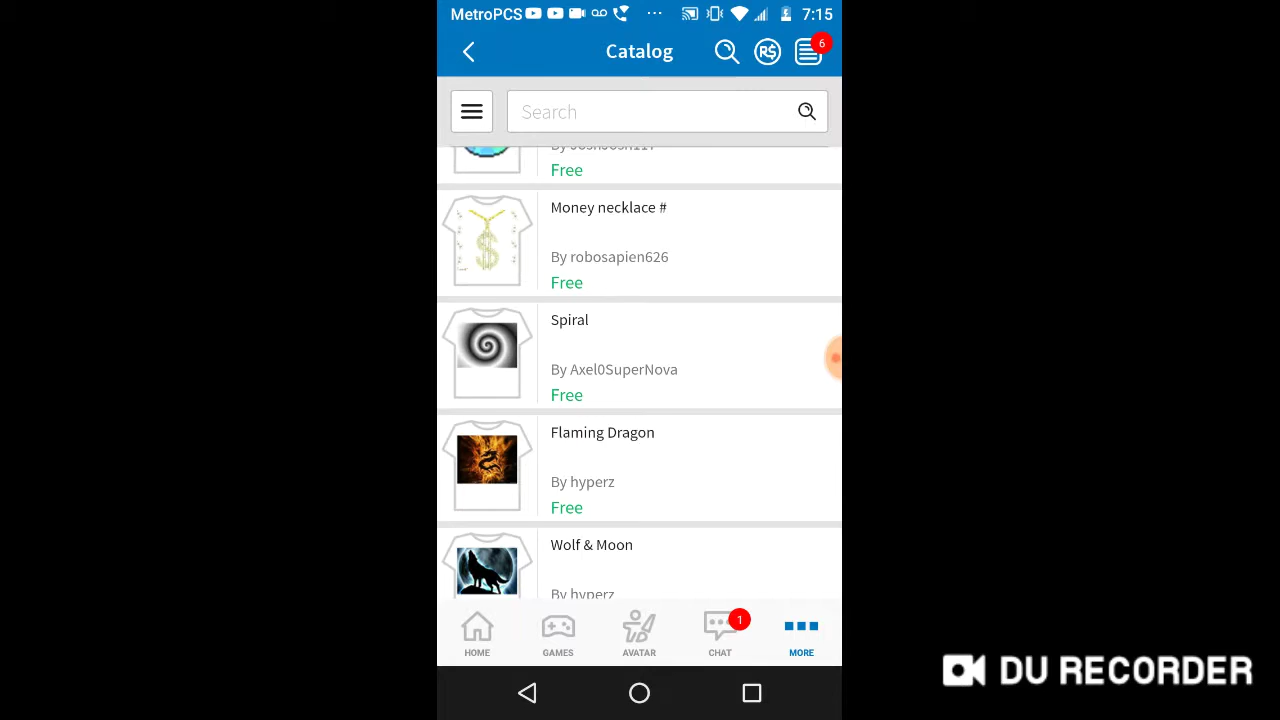 MetroPCS 7:15
Catalog R$ 6
Search
Free
Money necklace #
By robosapien626
Free
Spiral
By Axel0SuperNova
Free
Flaming Dragon
By hyperz
Free
Wolf & Moon
By hyperz
1
HOME GAMES AVATAR CHAT MORE
DU RECORDER